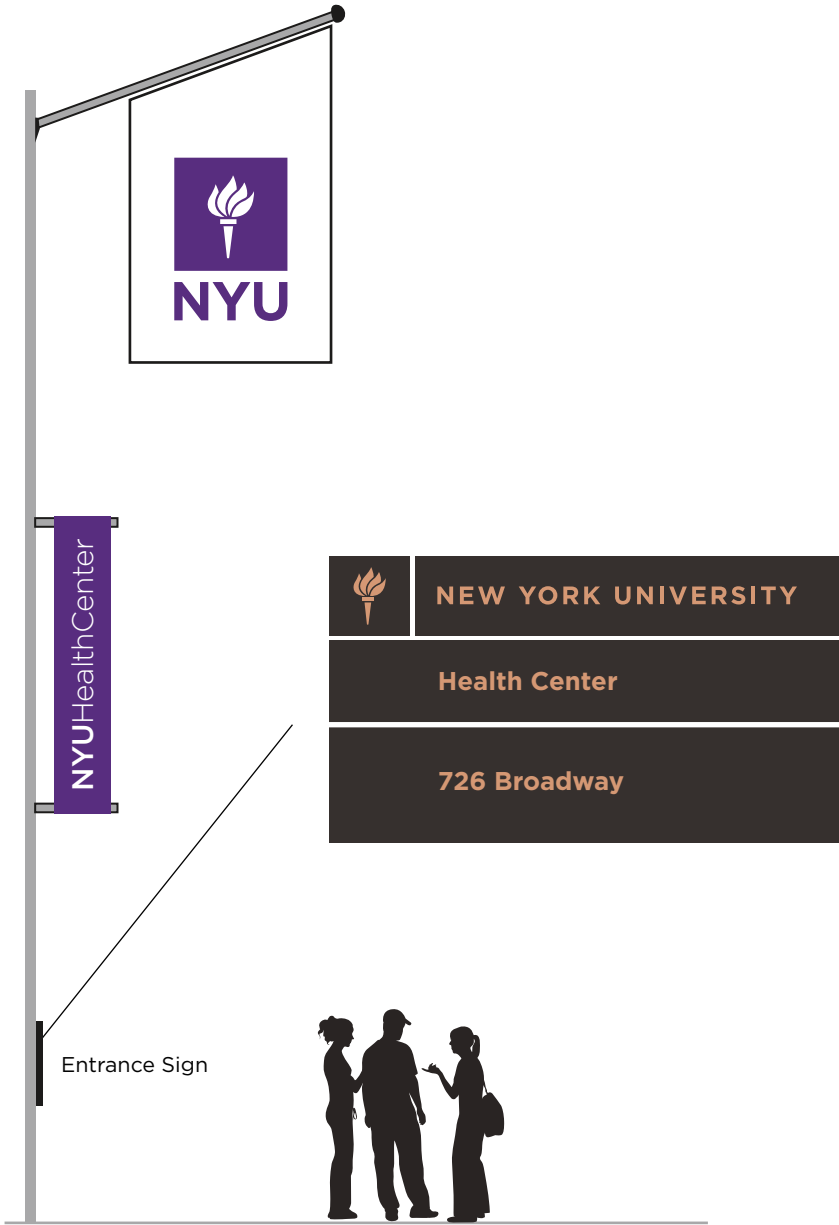 NYU
NYUHealthCenter
NEW YORK UNIVERSITY
Health Center
726 Broadway
Entrance Sign